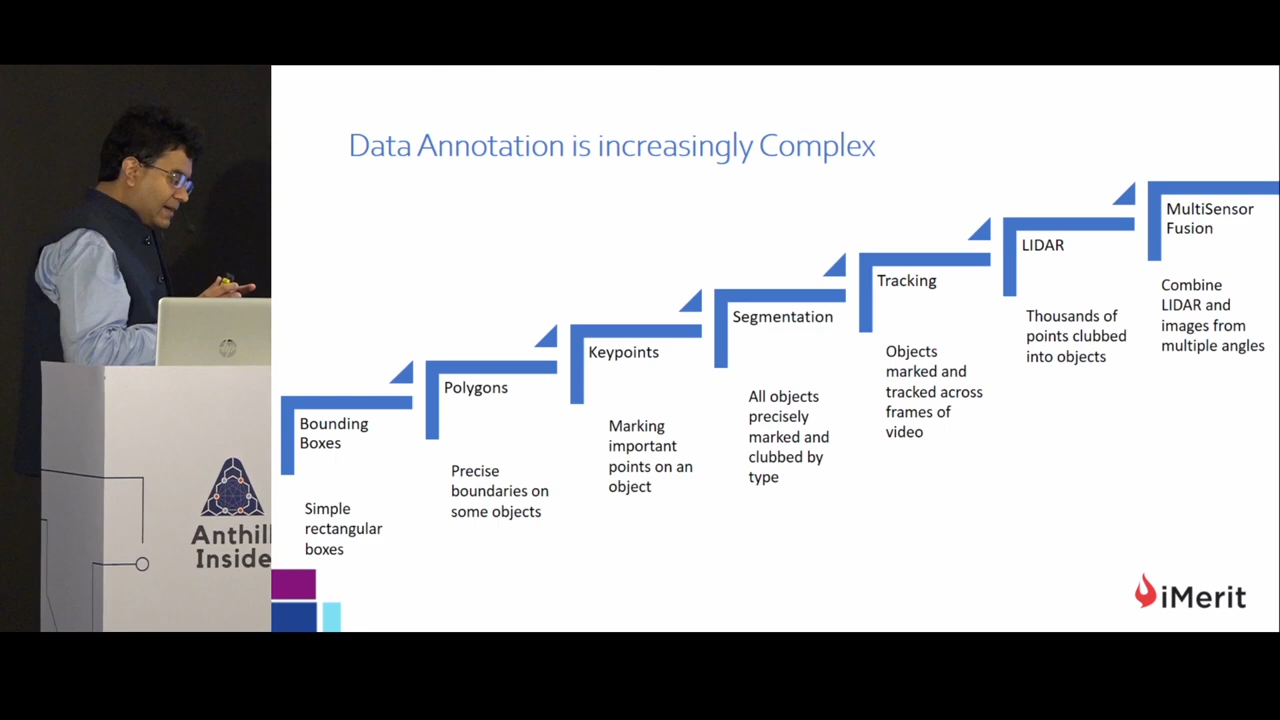 Data Annotation is increasingly Complex
Bounding
Boxes
Simple
rectangular
boxes
Polygons
Precise
boundaries on
some objects
Keypoints
Marking
important
points on an
object
Segmentation
All objects
precisely
marked and
clubbed by
type
Tracking
Objects
marked and
tracked across
frames of
video
LIDAR
Thousands of
points clubbed
into objects
MultiSensor
Fusion
Combine
LIDAR and
images from
multiple angles
hp
Anthill
Inside
iMerit